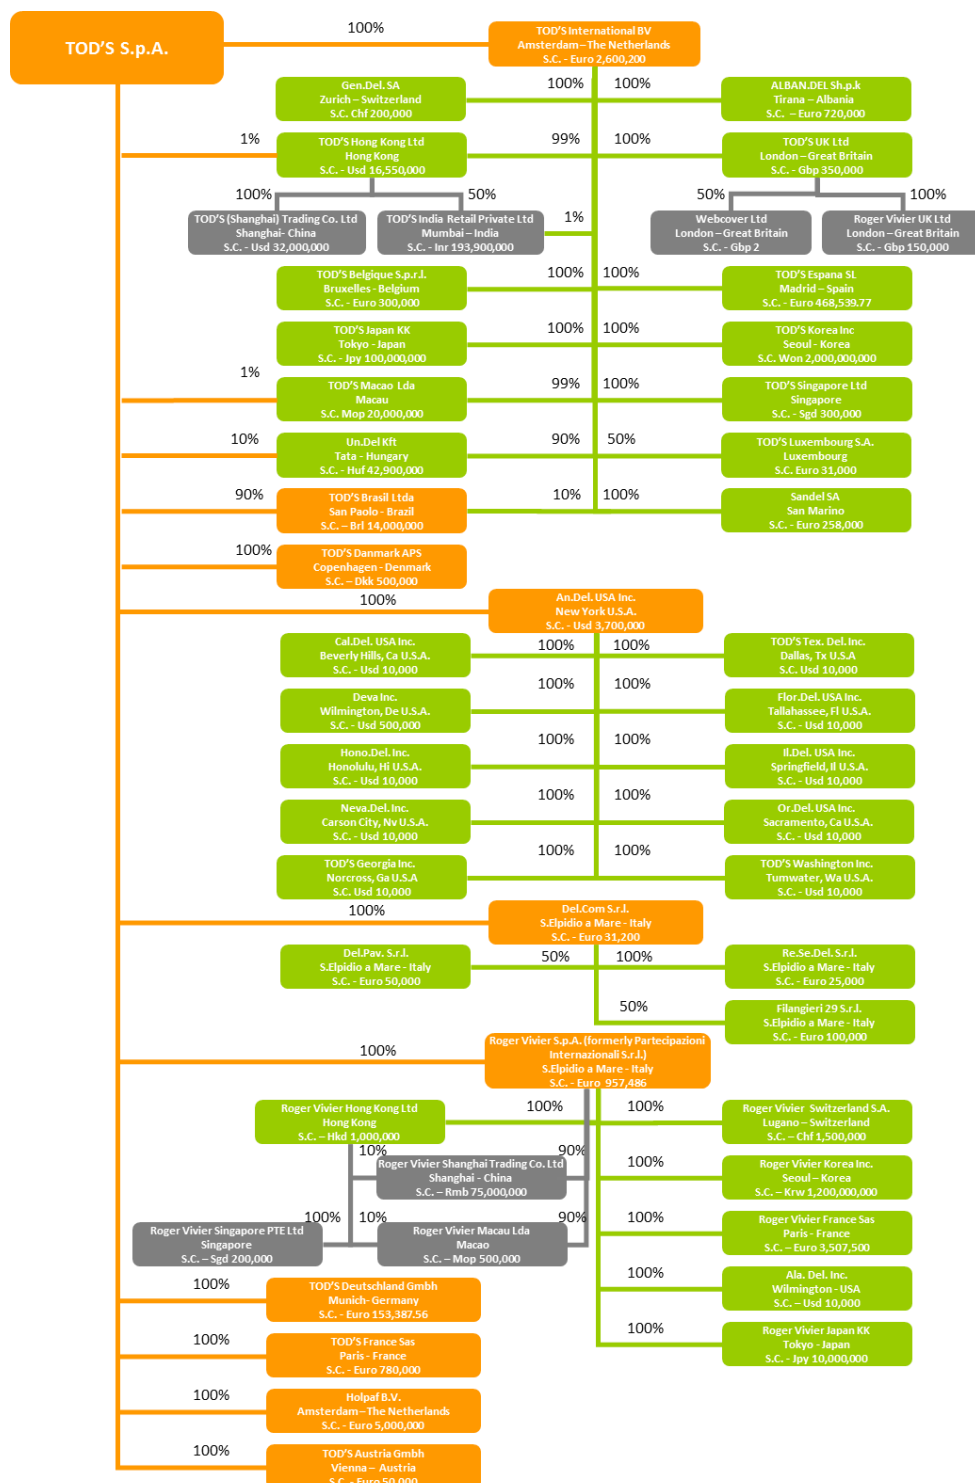 TOD'S S.p.A.
100%
TOD'S International BV
Amsterdam – The Netherlands
S.C. - Euro 2,600,200
Gen.Del. SA
Zurich – Switzerland
S.C. Chf 200,000
100%
100%
ALBAN.DEL Sh.p.k
Tirana – Albania
S.C. – Euro 720,000
1%
TOD'S Hong Kong Ltd
Hong Kong
S.C. - Usd 16,550,000
99%
100%
TOD'S UK Ltd
London – Great Britain
S.C. - Gbp 350,000
100%
50%
50%
100%
TOD'S (Shanghai) Trading Co. Ltd
Shanghai- China
S.C. - Usd 32,000,000
TOD'S India Retail Private Ltd
Mumbai – India
S.C. - Inr 193,900,000
1%
Webcover Ltd
London – Great Britain
S.C. - Gbp 2
Roger Vivier UK Ltd
London – Great Britain
S.C. - Gbp 150,000
TOD'S Belgique S.p.r.l.
Bruxelles - Belgium
S.C. - Euro 300,000
100%
100%
TOD'S Espana SL
Madrid – Spain
S.C. - Euro 468,539.77
TOD'S Japan KK
Tokyo - Japan
S.C. - Jpy 100,000,000
100%
100%
TOD'S Korea Inc
Seoul - Korea
S.C. Won 2,000,000,000
1%
TOD'S Macao Lda
Macau
S.C. Mop 20,000,000
99%
100%
TOD'S Singapore Ltd
Singapore
S.C. - Sgd 300,000
10%
Un.Del Kft
Tata - Hungary
S.C. - Huf 42,900,000
90%
50%
TOD'S Luxembourg S.A.
Luxembourg
S.C. Euro 31,000
90%
TOD'S Brasil Ltda
San Paolo - Brazil
S.C. – Brl 14,000,000
10%
100%
Sandel SA
San Marino
S.C. - Euro 258,000
100%
TOD'S Danmark APS
Copenhagen - Denmark
S.C. – Dkk 500,000
100%
An.Del. USA Inc.
New York U.S.A.
S.C. - Usd 3,700,000
Cal.Del. USA Inc.
Beverly Hills, Ca U.S.A.
S.C. - Usd 10,000
100%
100%
TOD'S Tex. Del. Inc.
Dallas, Tx U.S.A
S.C. Usd 10,000
Deva Inc.
Wilmington, De U.S.A.
S.C. - Usd 500,000
100%
100%
Flor.Del. USA Inc.
Tallahassee, Fl U.S.A.
S.C. - Usd 10,000
Hono.Del. Inc.
Honolulu, Hi U.S.A.
S.C. - Usd 10,000
100%
100%
Il.Del. USA Inc.
Springfield, Il U.S.A.
S.C. - Usd 10,000
Neva.Del. Inc.
Carson City, Nv U.S.A.
S.C. - Usd 10,000
100%
100%
Or.Del. USA Inc.
Sacramento, Ca U.S.A.
S.C. - Usd 10,000
TOD'S Georgia Inc.
Norcross, Ga U.S.A
S.C. Usd 10,000
100%
100%
TOD'S Washington Inc.
Tumwater, Wa U.S.A.
S.C. - Usd 10,000
100%
Del.Com S.r.l.
S.Elpidio a Mare - Italy
S.C. - Euro 31,200
Del.Pav. S.r.l.
S.Elpidio a Mare - Italy
S.C. - Euro 50,000
50%
100%
Re.Se.Del. S.r.l.
S.Elpidio a Mare - Italy
S.C. - Euro 25,000
50%
Filangieri 29 S.r.l.
S.Elpidio a Mare - Italy
S.C. - Euro 100,000
100%
Roger Vivier S.p.A. (formerly Partecipazioni
Internazionali S.r.l.)
S.Elpidio a Mare - Italy
S.C. - Euro 957,486
Roger Vivier Hong Kong Ltd
Hong Kong
S.C. – Hkd 1,000,000
100%
100%
Roger Vivier Switzerland S.A.
Lugano – Switzerland
S.C. – Chf 1,500,000
10%
90%
Roger Vivier Shanghai Trading Co. Ltd
Shanghai - China
S.C. – Rmb 75,000,000
100%
Roger Vivier Korea Inc.
Seoul – Korea
S.C. – Krw 1,200,000,000
100%
10%
90%
Roger Vivier Singapore PTE Ltd
Singapore
S.C. – Sgd 200,000
Roger Vivier Macau Lda
Macao
S.C. – Mop 500,000
100%
Roger Vivier France Sas
Paris - France
S.C. – Euro 3,507,500
100%
Ala. Del. Inc.
Wilmington - USA
S.C. – Usd 10,000
100%
TOD'S Deutschland Gmbh
Munich- Germany
S.C. - Euro 153,387.56
100%
Roger Vivier Japan KK
Tokyo - Japan
S.C. - Jpy 10,000,000
100%
TOD'S France Sas
Paris - France
S.C. - Euro 780,000
100%
Holpaf B.V.
Amsterdam – The Netherlands
S.C. - Euro 5,000,000
100%
TOD'S Austria Gmbh
Vienna – Austria
S.C. – Euro 50,000